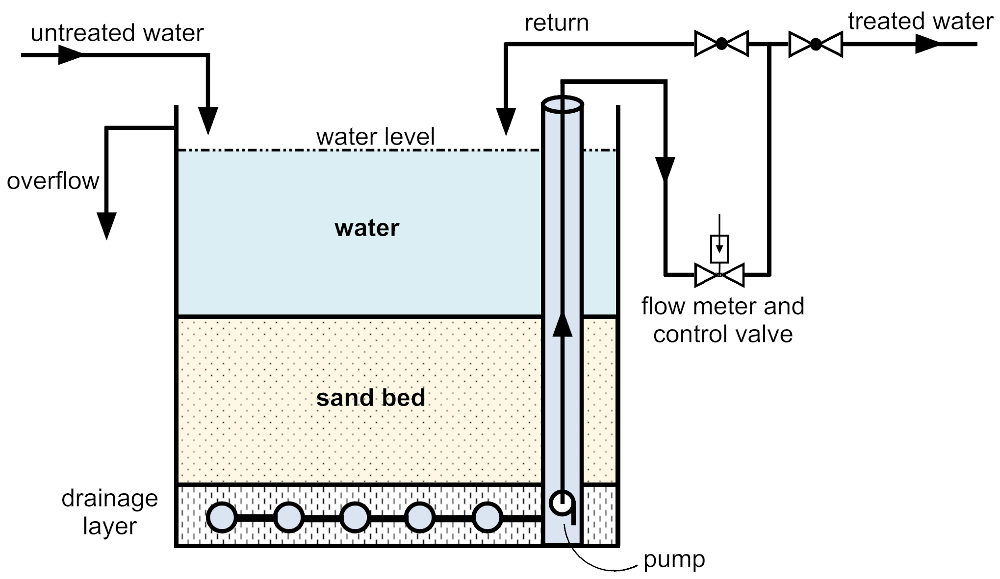 untreated water
return
treated water
water level
overflow
water
flow meter and
control valve
sand bed
drainage
layer
pump